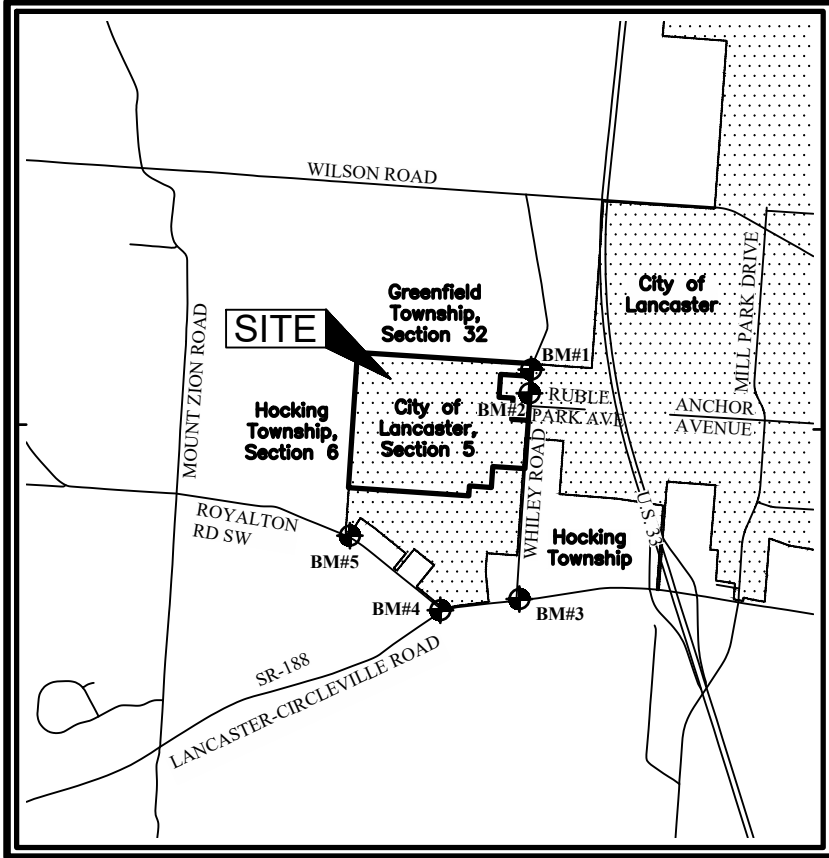 WILSON ROAD
City of
Lancaster
MILL PARK DRIVE
Greenfield
Township,
Section 32
SITE
MOUNT ZION ROAD
BM#1
BM#2
RUBLE
PARK AVE
ANCHOR
AVENUE
Hocking
Township,
Section 6
City of
Lancaster,
Section 5
WHILEY ROAD
U.S. 33
ROYALTON
RD SW
Hocking
Township
BM#5
BM#4
BM#3
SR-188
LANCASTER-CIRCLEVILLE ROAD